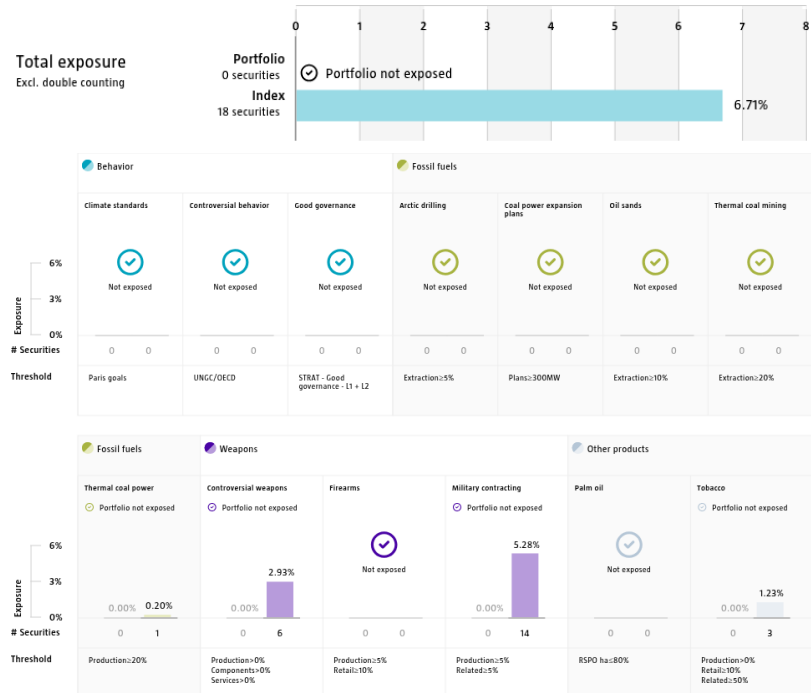 0 1 2 3 4 5 6 7 8
Total exposure
Excl. double counting
Portfolio
0 securities
Portfolio not exposed
Index
18 securities
6.71%
Behavior Fossil fuels
Climate standards Controversial behavior Good governance Arctic drilling Coal power expansion plans Oil sands Thermal coal mining
Not exposed Not exposed Not exposed Not exposed Not exposed Not exposed Not exposed
Exposure
6%
3%
0%
# Securities 0 0 0 0 0 0 0 0 0 0 0 0 0 0
Threshold Paris goals UNGC/OECD STRAT - Good governance - L1 + L2 Extraction≥5% Plans≥300MW Extraction≥10% Extraction≥20%
Fossil fuels Weapons Other products
Thermal coal power Controversial weapons Firearms Military contracting Palm oil Tobacco
Portfolio not exposed Portfolio not exposed Portfolio not exposed Portfolio not exposed
Not exposed Not exposed
Exposure
6%
3%
0%
0.00% 0.20% 0.00% 2.93% 0.00% 5.28% 0.00% 1.23%
# Securities 0 1 0 6 0 0 0 14 0 0 0 3
Threshold
Production≥20%
Production>0%
Components>0%
Services>0%
Production≥5%
Retail≥10%
Production≥5%
Related≥5%
RSPO ha≤80%
Production>0%
Retail≥10%
Related≥50%